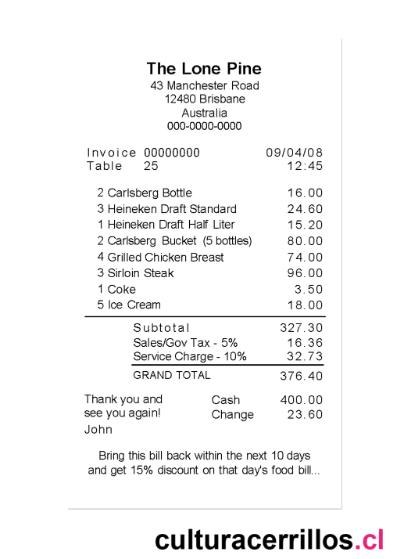 The Lone Pine
43 Manchester Road
12480 Brisbane
Australia
000-0000-0000
Invoice 00000000 09/04/08
Table 25 12:45
2 Carlsberg Bottle 16.00
3 Heineken Draft Standard 24.60
1 Heineken Draft Half Liter 15.20
2 Carlsberg Bucket (5 bottles) 80.00
4 Grilled Chicken Breast 74.00
3 Sirloin Steak 96.00
1 Coke 3.50
5 Ice Cream 18.00
Subtotal 327.30
Sales/Gov Tax - 5% 16.36
Service Charge - 10% 32.73
GRAND TOTAL 376.40
Thank you and Cash 400.00
see you again! Change 23.60
John
Bring this bill back within the next 10 days
and get 15% discount on that day's food bill...
culturacerrillos.cl